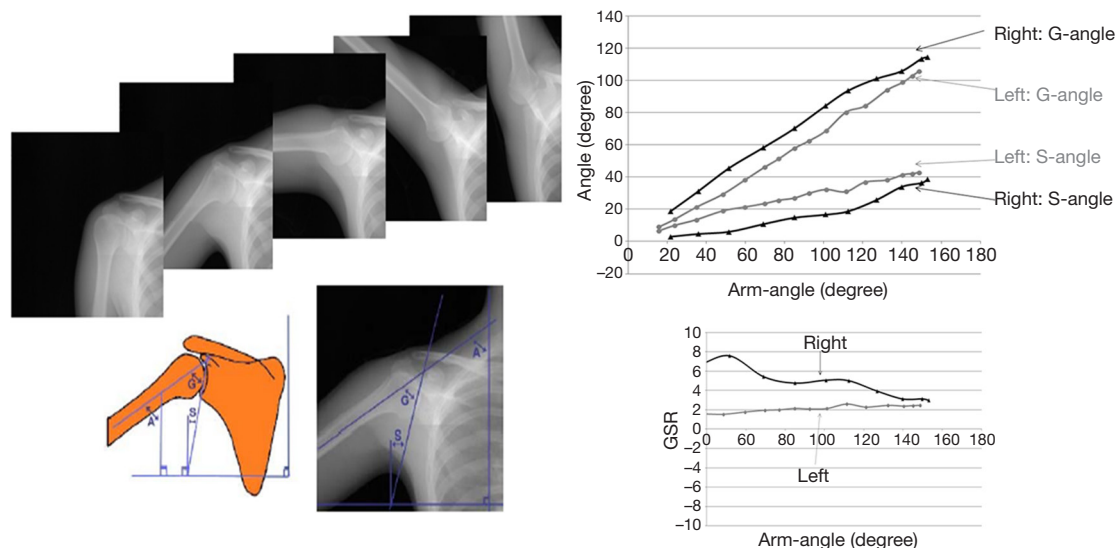 140
120
100
80
60
40
20
0
−20
Angle (degree)
0 20 40 60 80 100 120 140 160 180
Arm-angle (degree)
Right: G-angle
Left: G-angle
Left: S-angle
Right: S-angle
G
A
S
A
G
S
10
8
6
4
2
0
−2
−4
−6
−8
−10
GSR
0 20 40 60 80 100 120 140 160 180
Right
Left
Arm-angle (degree)